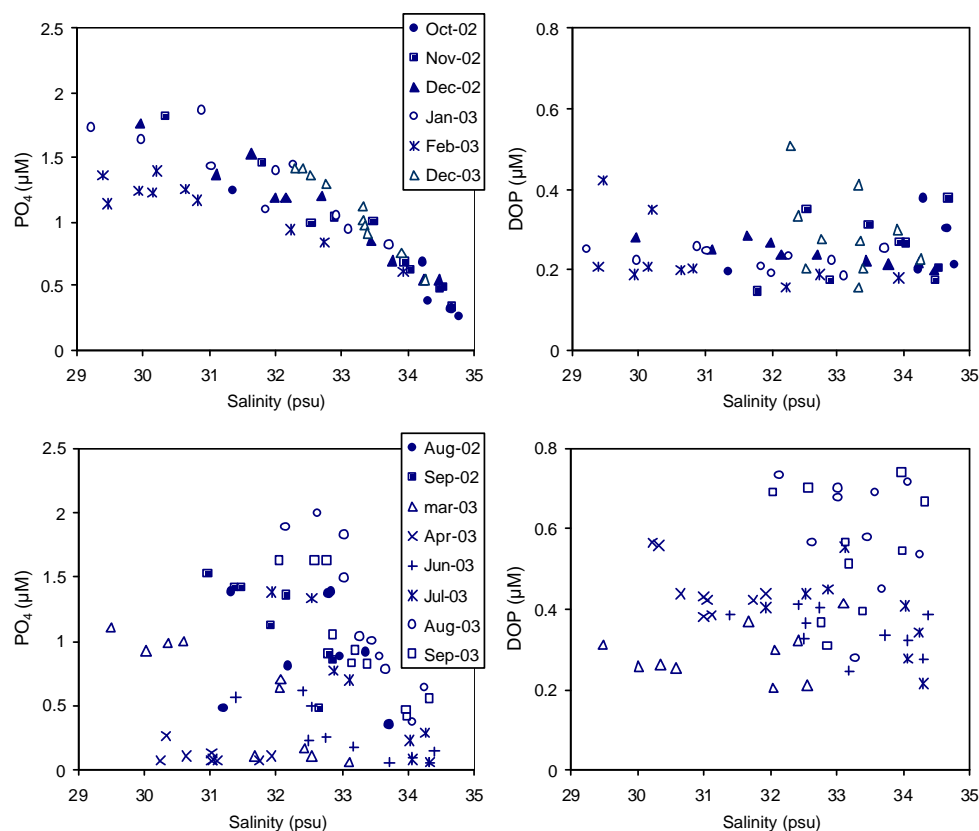 2.5
2
1.5
1
0.5
0
PO4 (µM)
29 30 31 32 33 34 35
Salinity (psu)
Oct-02
Nov-02
Dec-02
Jan-03
Feb-03
Dec-03
0.8
0.6
0.4
0.2
0
DOP (µM)
29 30 31 32 33 34 35
Salinity (psu)
2.5
2
1.5
1
0.5
0
PO4 (µM)
29 30 31 32 33 34 35
Salinity (psu)
Aug-02
Sep-02
mar-03
Apr-03
Jun-03
Jul-03
Aug-03
Sep-03
0.8
0.6
0.4
0.2
0
DOP (µM)
29 30 31 32 33 34 35
Salinity (psu)